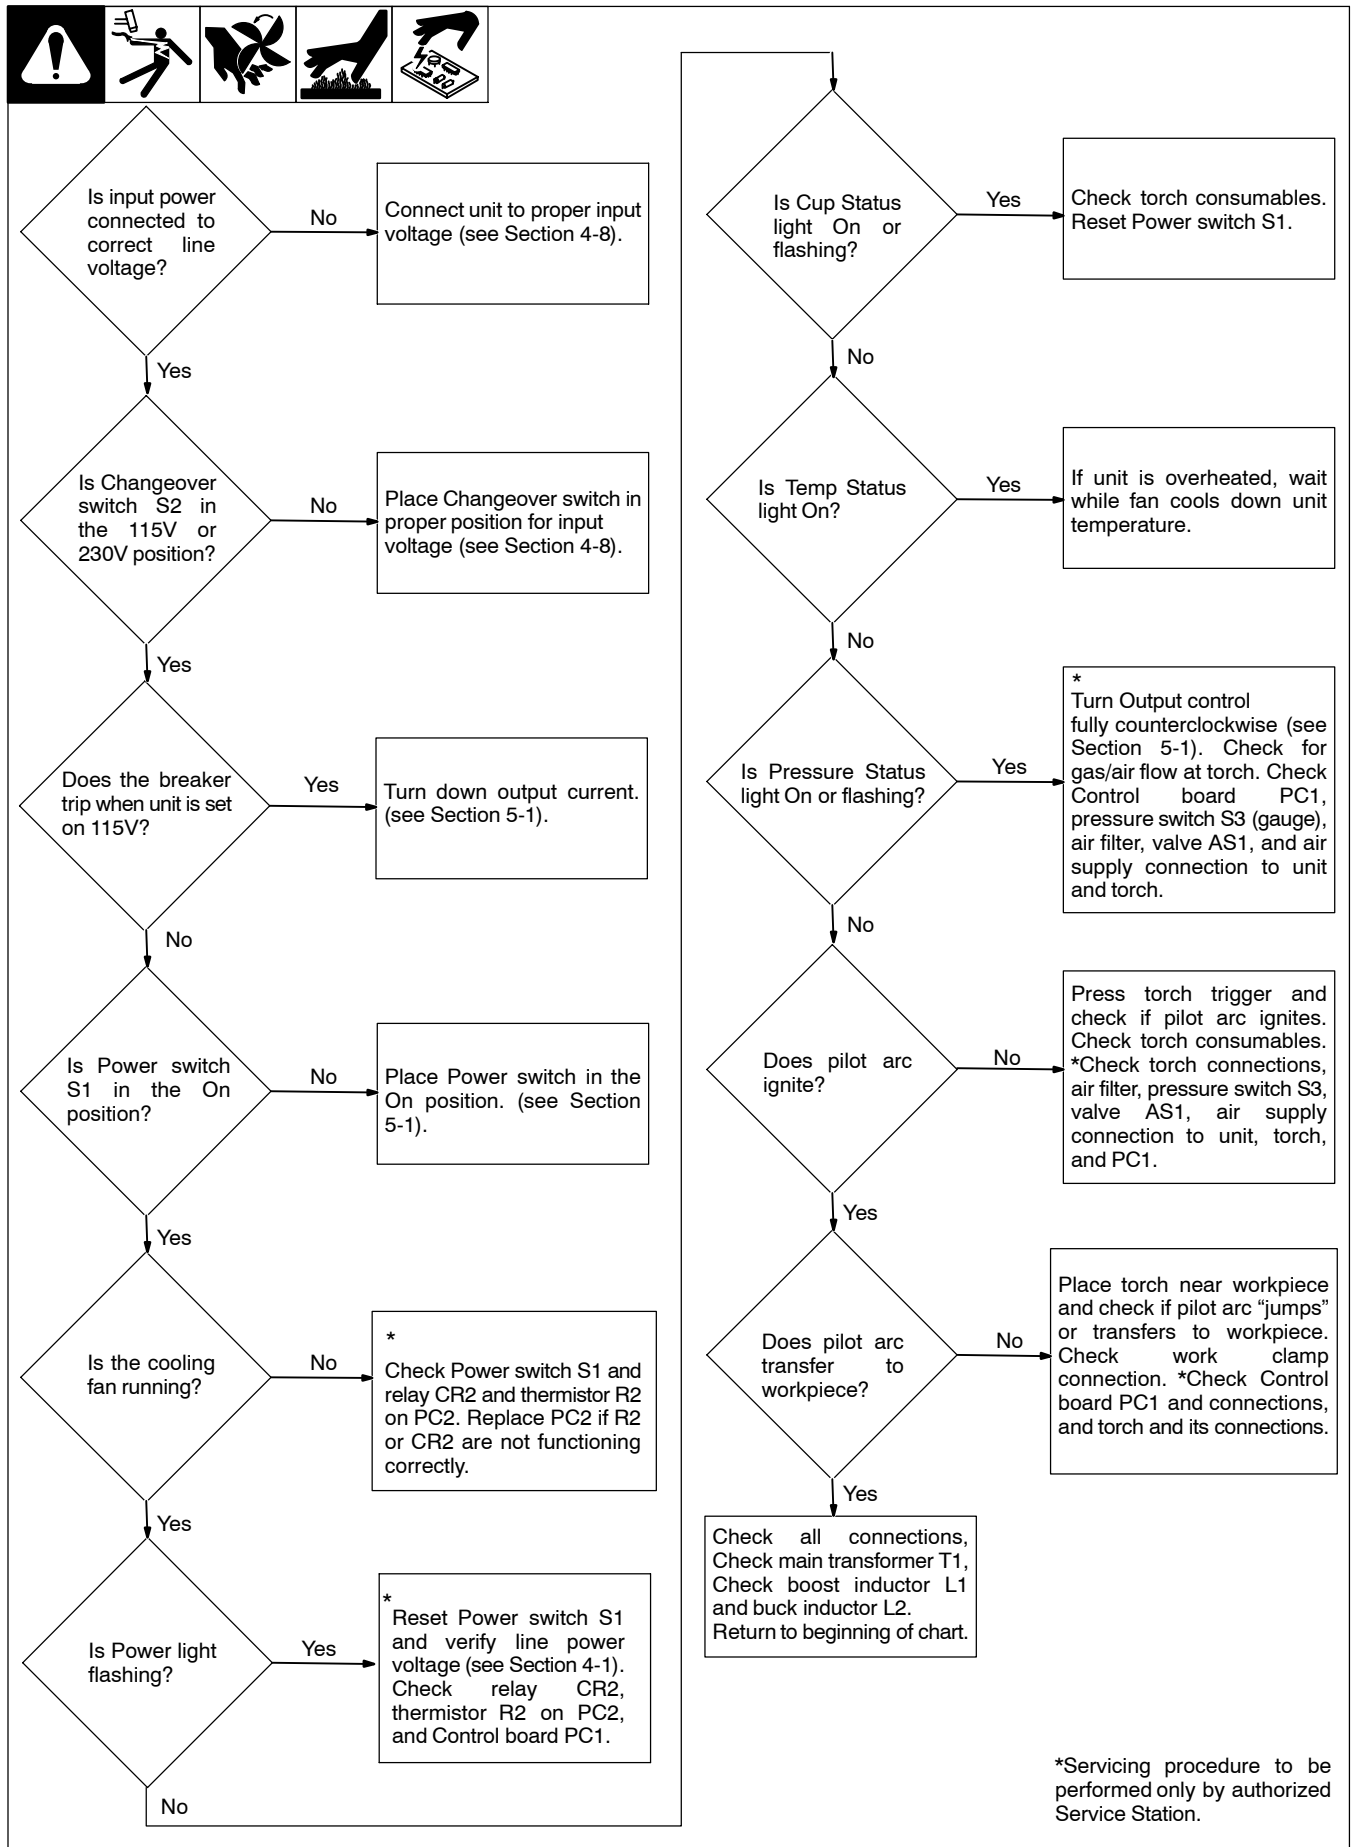 Is input power
connected to
correct line
voltage?
No
Connect unit to proper input
voltage (see Section 4-8).
Yes
Is Changeover
switch S2 in
the 115V or
230V position?
No
Place Changeover switch in
proper position for input
voltage (see Section 4-8).
Yes
Does the breaker
trip when unit is set
on 115V?
Yes
Turn down output current.
(see Section 5-1).
No
Is Power switch
S1 in the On
position?
No
Place Power switch in the
On position. (see Section
5-1).
Yes
Is the cooling
fan running?
No
*
Check Power switch S1 and
relay CR2 and thermistor R2
on PC2. Replace PC2 if R2
or CR2 are not functioning
correctly.
Yes
Is Power light
flashing?
Yes
*
Reset Power switch S1
and verify line power
voltage (see Section 4-1).
Check relay CR2,
thermistor R2 on PC2,
and Control board PC1.
No
Is Cup Status
light On or
flashing?
Yes
Check torch consumables.
Reset Power switch S1.
No
Is Temp Status
light On?
Yes
If unit is overheated, wait
while fan cools down unit
temperature.
No
Is Pressure Status
light On or flashing?
Yes
*
Turn Output control
fully counterclockwise (see
Section 5-1). Check for
gas/air flow at torch. Check
Control board PC1,
pressure switch S3 (gauge),
air filter, valve AS1, and air
supply connection to unit
and torch.
No
Does pilot arc
ignite?
No
Press torch trigger and
check if pilot arc ignites.
Check torch consumables.
*Check torch connections,
air filter, pressure switch S3,
valve AS1, air supply
connection to unit, torch,
and PC1.
Yes
Does pilot arc
transfer to
workpiece?
No
Place torch near workpiece
and check if pilot arc “jumps”
or transfers to workpiece.
Check work clamp
connection. *Check Control
board PC1 and connections,
and torch and its connections.
Yes
Check all connections,
Check main transformer T1,
Check boost inductor L1
and buck inductor L2.
Return to beginning of chart.
*Servicing procedure to be
performed only by authorized
Service Station.